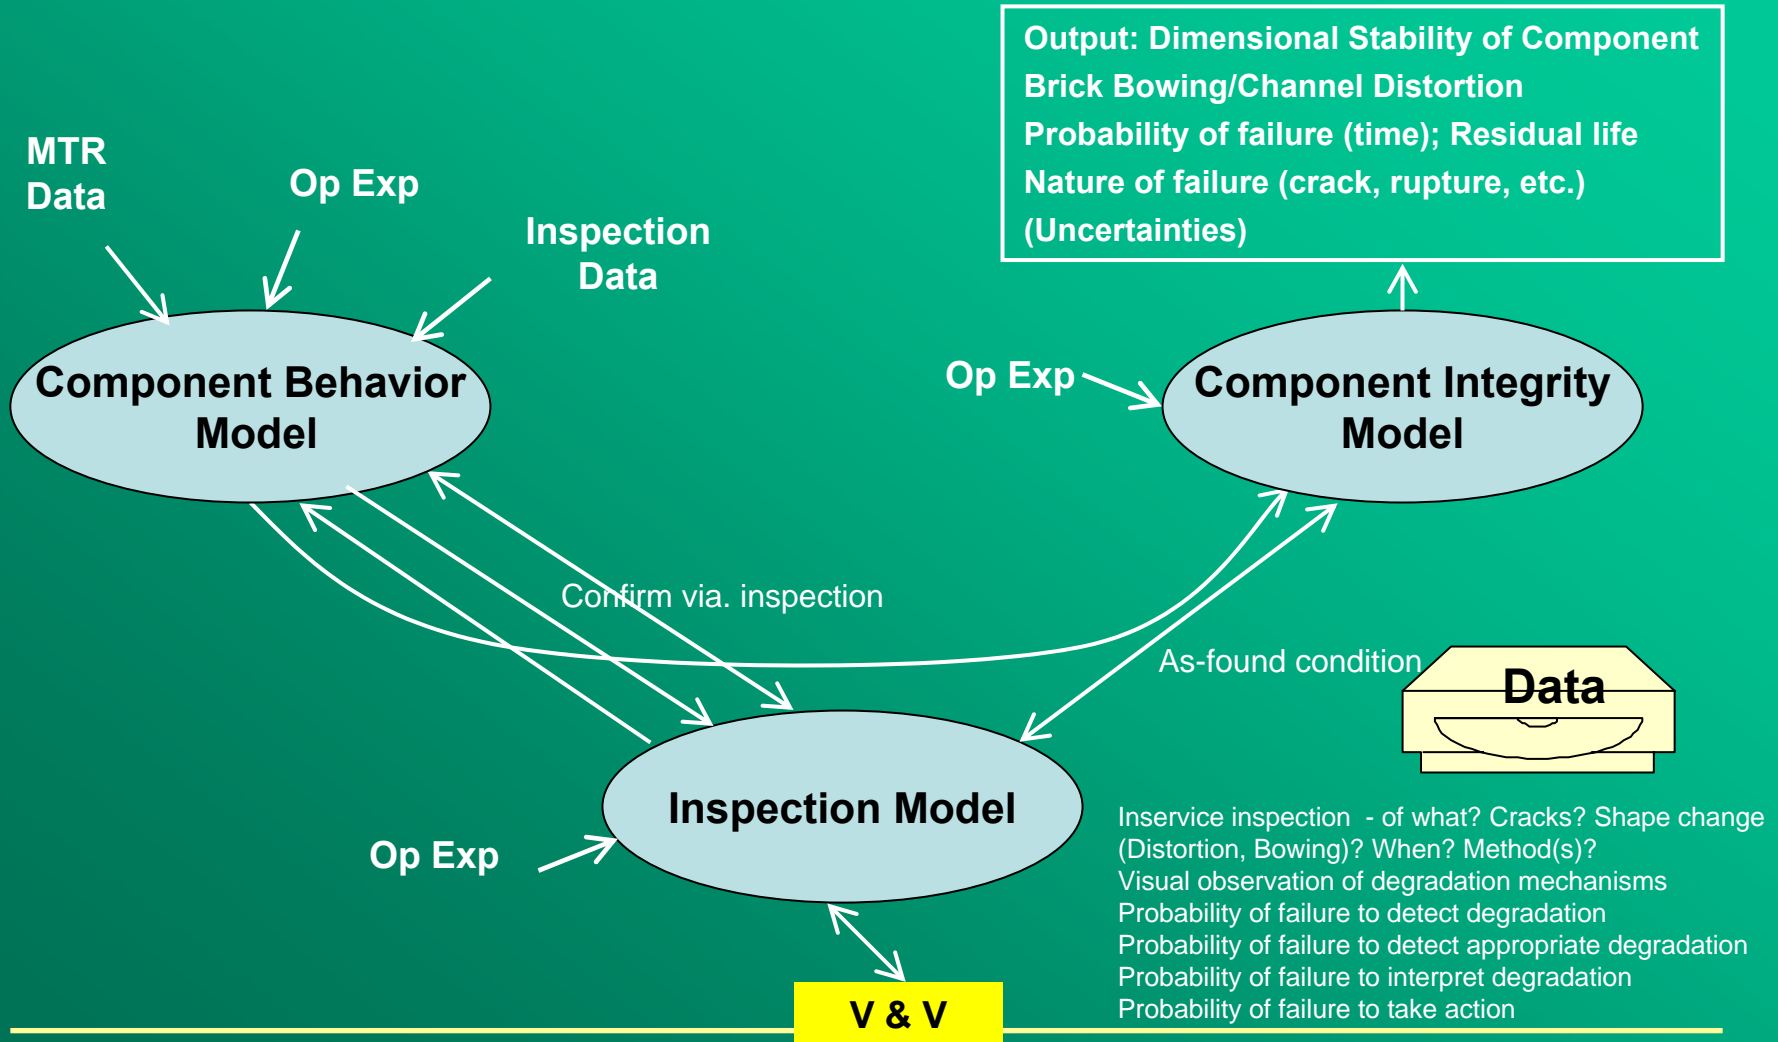 Output: Dimensional Stability of Component
Brick Bowing/Channel Distortion
Probability of failure (time); Residual life
Nature of failure (crack, rupture, etc.)
(Uncertainties)
MTR
Data
Op Exp
Inspection
Data
Component Behavior
Model
Op Exp
Component Integrity
Model
Confirm via. inspection
As-found condition
Data
Inspection Model
Op Exp
Inservice inspection  - of what? Cracks? Shape change
(Distortion, Bowing)? When? Method(s)?
Visual observation of degradation mechanisms
Probability of failure to detect degradation
Probability of failure to detect appropriate degradation
Probability of failure to interpret degradation
Probability of failure to take action
V & V